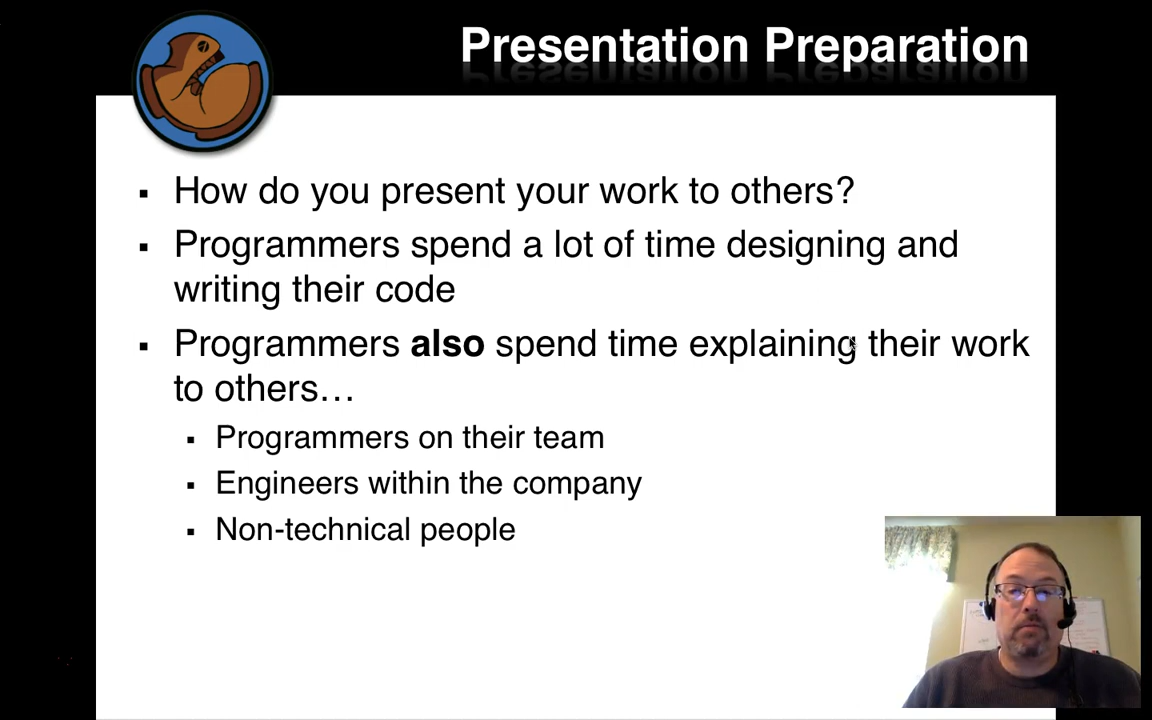 Presentation Preparation
▪ How do you present your work to others?
▪ Programmers spend a lot of time designing and
writing their code
▪ Programmers also spend time explaining their work
to others…
▪ Programmers on their team
▪ Engineers within the company
▪ Non-technical people